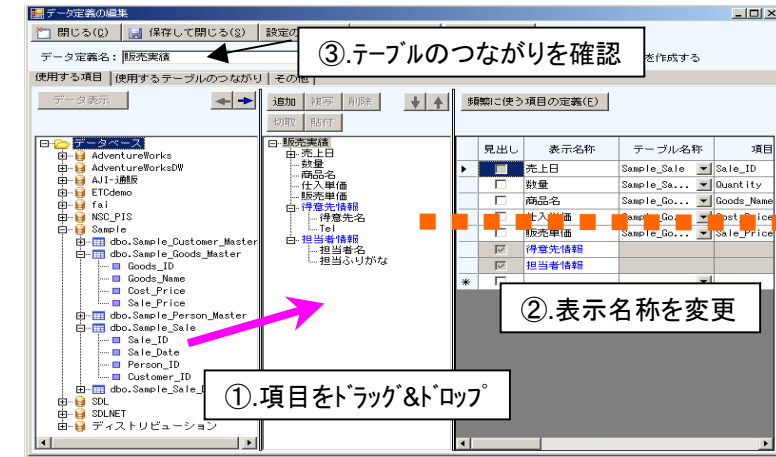 データ定義の編集
閉じる(C) 保存して閉じる(S) 設定の
データ定義名: 販売実績
③.テーブルのつながりを確認
を作成する
使用する項目 使用するテーブルのつながり その他
データ表示
追加 複写 削除
切取 貼付
頻繁に使う項目の定義(E)
データベース
AdventureWorks
AdventureWorksDW
AJI-通販
ETCdemo
fai
NSC_PIS
Sample
dbo.Sample_Customer_Master
dbo.Sample_Goods_Master
Goods_ID
Goods_Name
Cost_Price
Sale_Price
dbo.Sample_Person_Master
dbo.Sample_Sale
Sale_ID
Sale_Date
Person_ID
Customer_ID
dbo.Sample_Sale_D
SDL
SDLNET
ディストリビューション
販売実績
売上日
数量
商品名
仕入単価
販売単価
得意先情報
得意先名
Tel
担当者情報
担当者名
担当ふりがな
見出し 表示名称 テーブル名称 項目
売上日 Sample_Sale Sale_ID
数量 Sample_Sa... Quantity
商品名 Sample_Go... Goods_Name
仕入単価 Sample_Go... Cost_Price
販売単価 Sample_Go... Sale_Price
得意先情報
担当者情報
②.表示名称を変更
①.項目をドラッグ&ドロップ